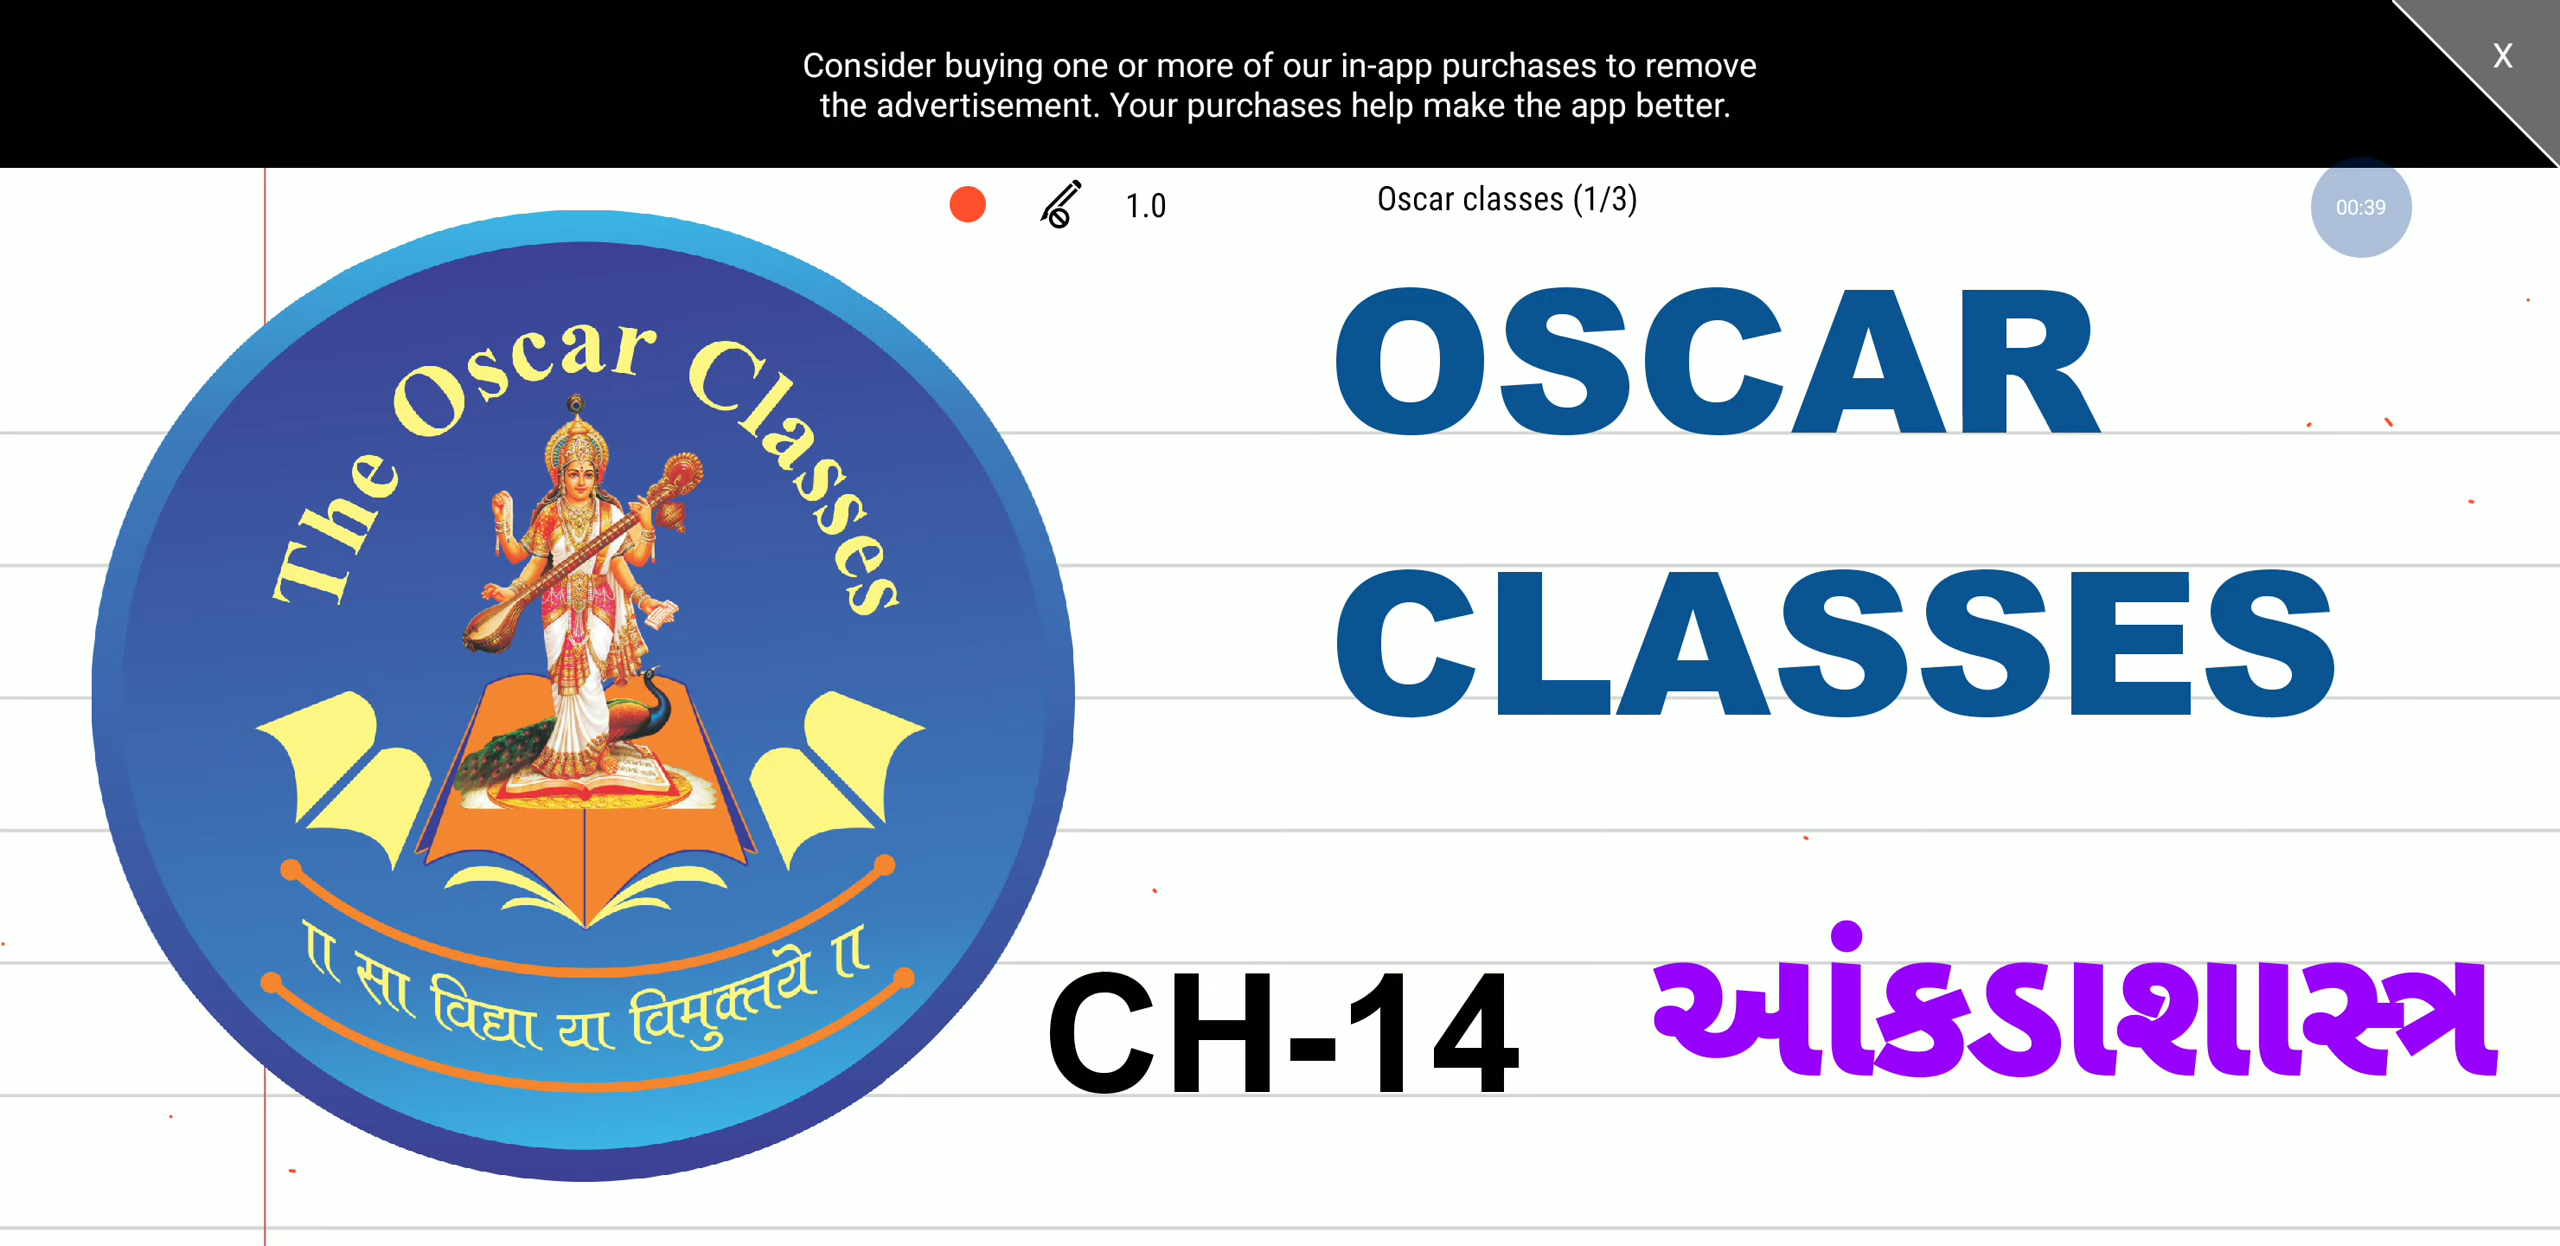 Consider buying one or more of our in-app purchases to remove
the advertisement. Your purchases help make the app better.
X
1.0
Oscar classes (1/3)
00:39
The Oscar Classes
॥ सा विद्या या विमुक्तये ॥
OSCAR
CLASSES
CH-14 આંકડાશાસ્ત્ર